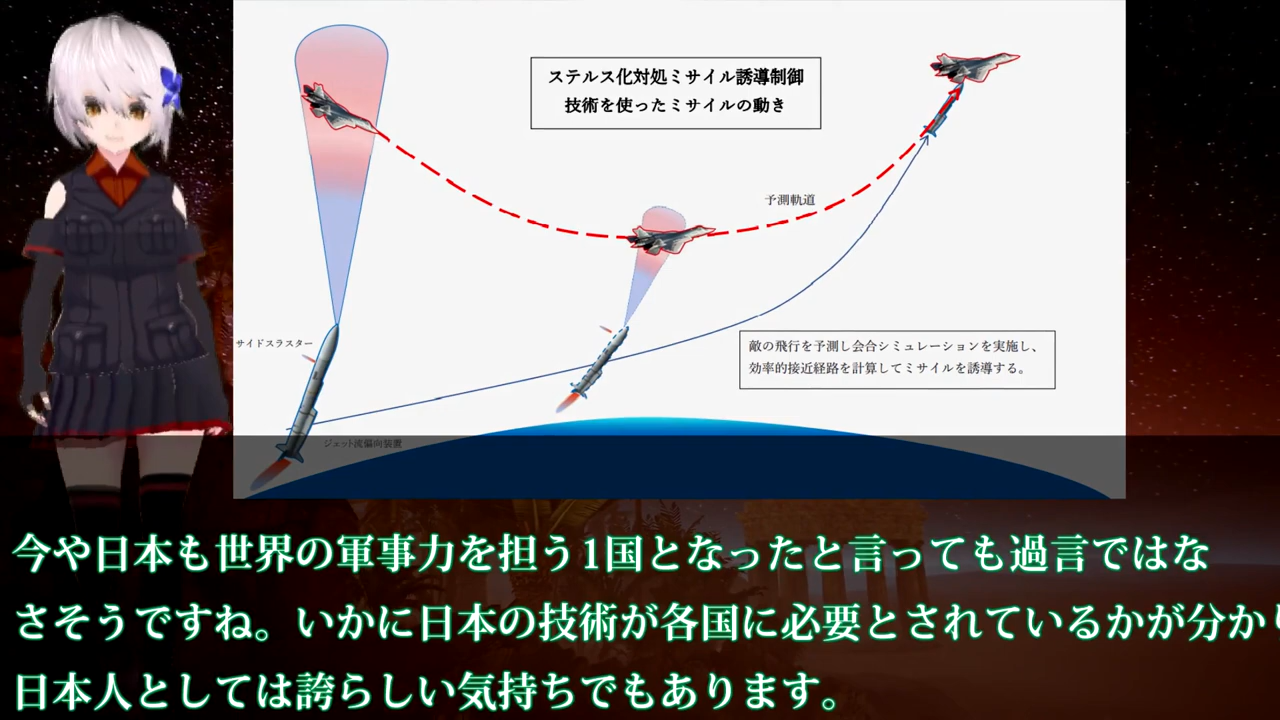 ステルス化対処ミサイル誘導制御
技術を使ったミサイルの動き
予測軌道
サイドスラスター
敵の飛行を予測し会合シミュレーションを実施し、
効率的接近経路を計算してミサイルを誘導する。
ジェット流偏向装置
今や日本も世界の軍事力を担う1国となったと言っても過言ではな
さそうですね。いかに日本の技術が各国に必要とされているかが分か
日本人としては誇らしい気持ちでもあります。